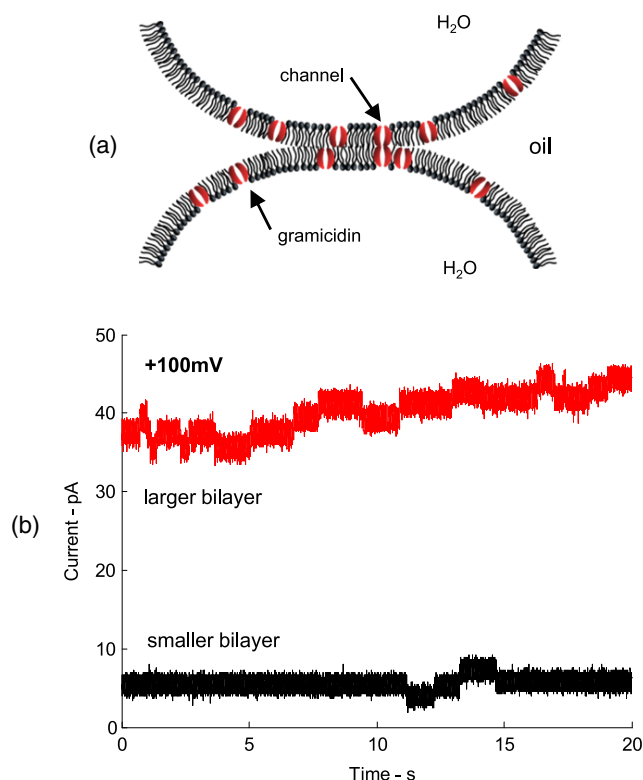 H₂O
channel
(a)
oil
gramicidin
H₂O
50
+100mV
40
30
larger bilayer
(b)
Current - pA
20
smaller bilayer
10
0
0 5 10 15 20
Time - s